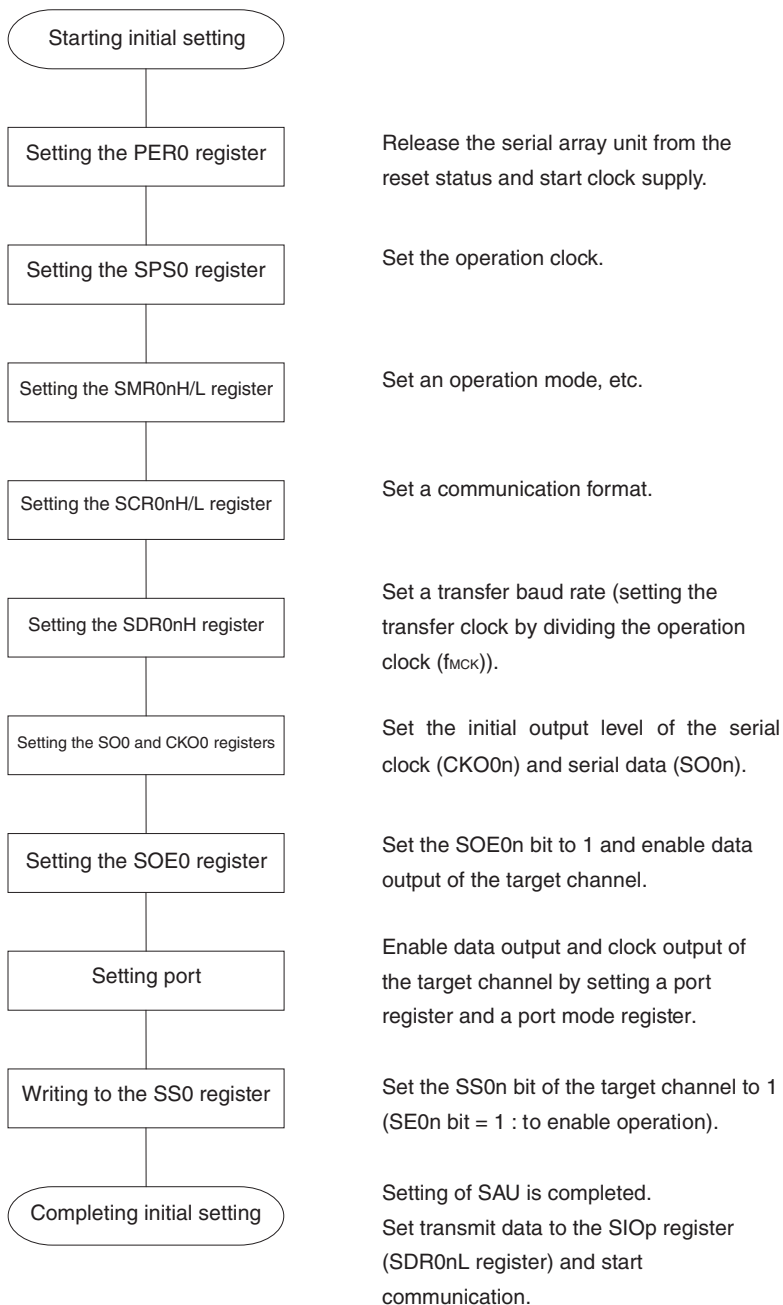 Starting initial setting
Setting the PER0 register
Release the serial array unit from the
reset status and start clock supply.
Setting the SPS0 register
Set the operation clock.
Setting the SMR0nH/L register
Set an operation mode, etc.
Setting the SCR0nH/L register
Set a communication format.
Setting the SDR0nH register
Set a transfer baud rate (setting the
transfer clock by dividing the operation
clock (fMCK)).
Setting the SO0 and CKO0 registers
Set the initial output level of the serial
clock (CKO0n) and serial data (SO0n).
Setting the SOE0 register
Set the SOE0n bit to 1 and enable data
output of the target channel.
Setting port
Enable data output and clock output of
the target channel by setting a port
register and a port mode register.
Writing to the SS0 register
Set the SS0n bit of the target channel to 1
(SE0n bit = 1 : to enable operation).
Completing initial setting
Setting of SAU is completed.
Set transmit data to the SIOp register
(SDR0nL register) and start
communication.